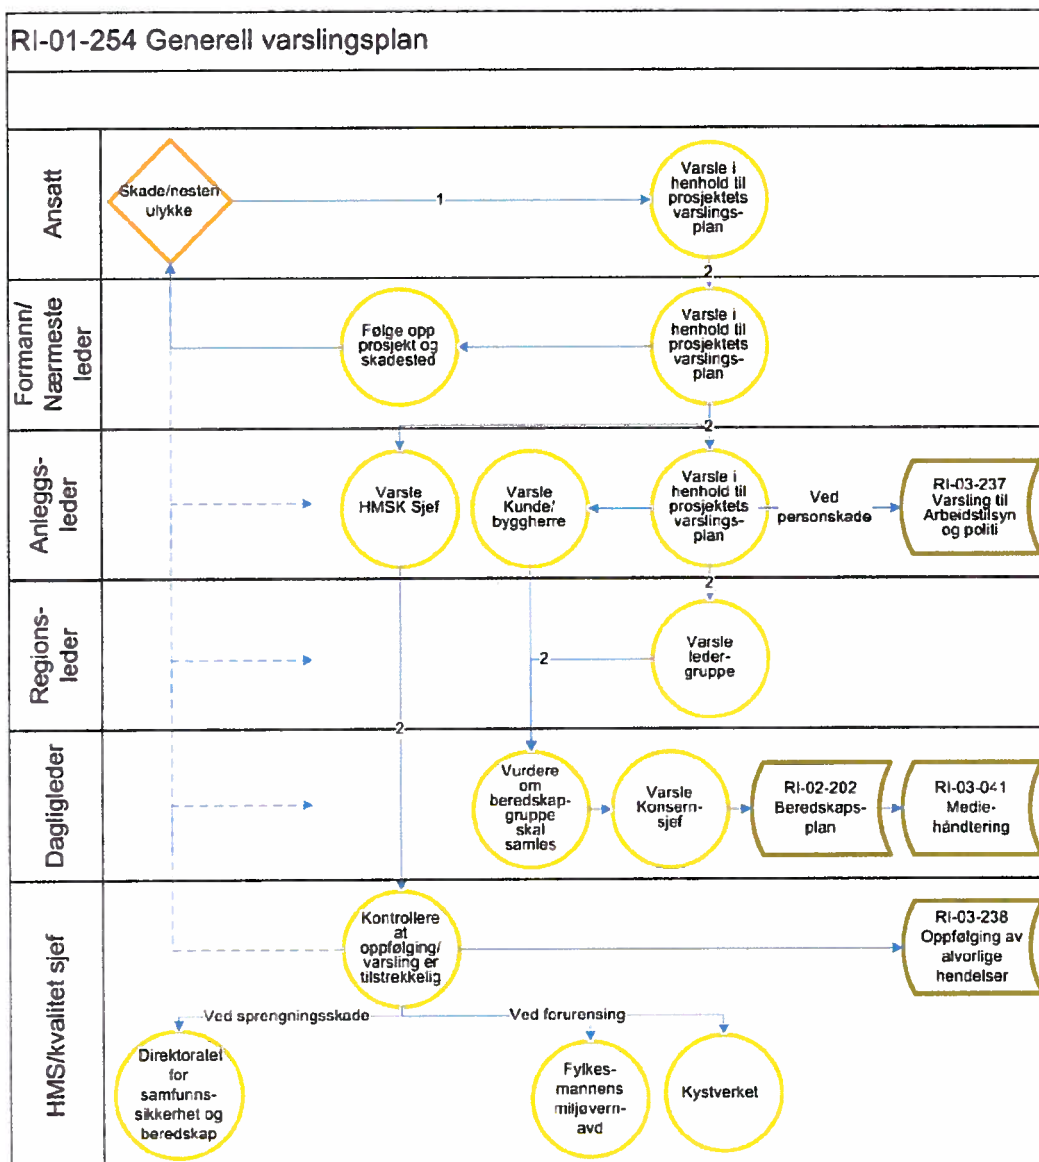 RI-01-254 Generell varslingsplan
Ansatt
Skade/nesten
ulykke
1
Varsle i
henhold til
prosjektets
varslings-
plan
2
Formann/
Nærmeste
leder
Følge opp
prosjekt og
skadested
Varsle i
henhold til
prosjektets
varslings-
plan
2
Anleggs-
leder
Varsle
HMSK Sjef
Varsle
Kunde/
byggherre
Varsle i
henhold til
prosjektets
varslings-
plan
Ved
personskade
RI-03-237
Varsling til
Arbeidstilsyn
og politi
2
Regions-
leder
2
Varsle
leder-
gruppe
2
Dagligleder
Vurdere
om
beredskap-
gruppe
skal
samles
Varsle
Konsern-
sjef
RI-02-202
Beredskaps-
plan
RI-03-041
Medie-
håndtering
HMS/kvalitet sjef
Kontrollere
at
oppfølging/
varsling er
tilstrekkelig
RI-03-238
Oppfølging av
alvorlige
hendelser
Ved sprengningsskade
Ved forurensing
Direktoratet
for
samfunns-
sikkerhet og
beredskap
Fylkes-
mannens
miljøvern-
avd
Kystverket